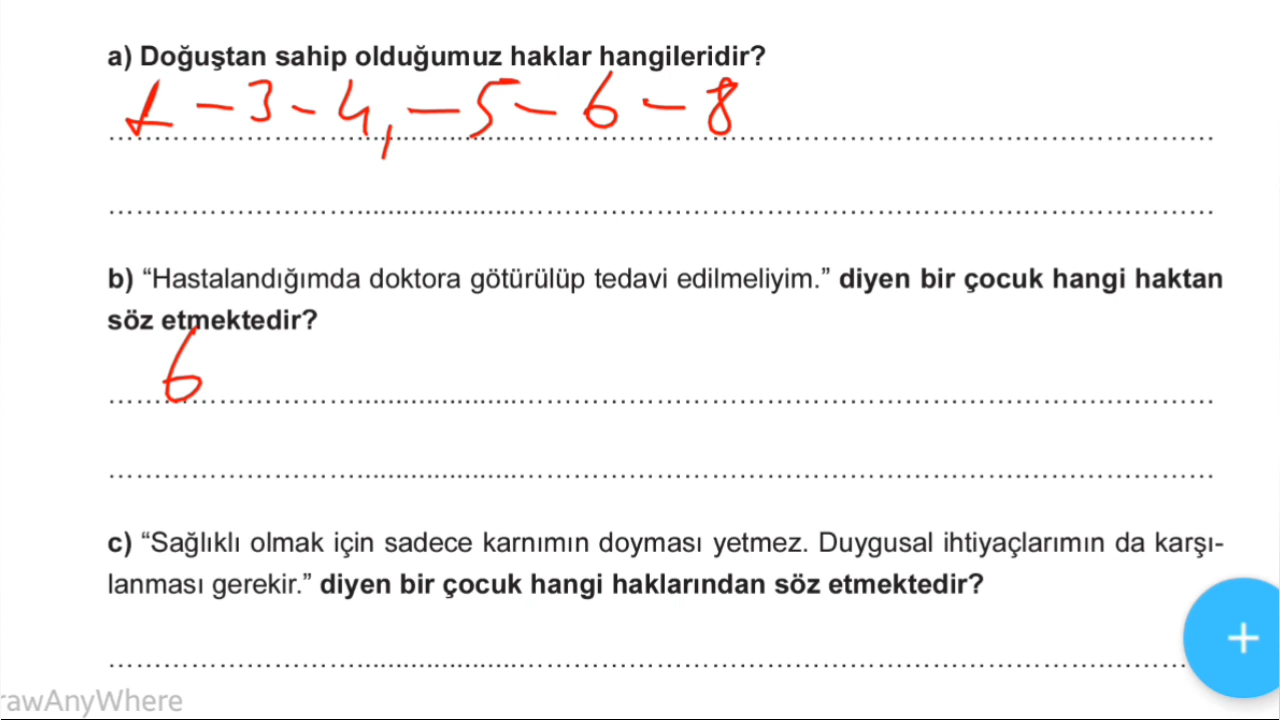 a) Doğuştan sahip olduğumuz haklar hangileridir?
1 - 3 - 4, - 5 - 6 - 8
b) “Hastalandığımda doktora götürülüp tedavi edilmeliyim.” diyen bir çocuk hangi haktan
söz etmektedir?
6
c) “Sağlıklı olmak için sadece karnımın doyması yetmez. Duygusal ihtiyaçlarımın da karşı-
lanması gerekir.” diyen bir çocuk hangi haklarından söz etmektedir?
+
rawAnyWhere